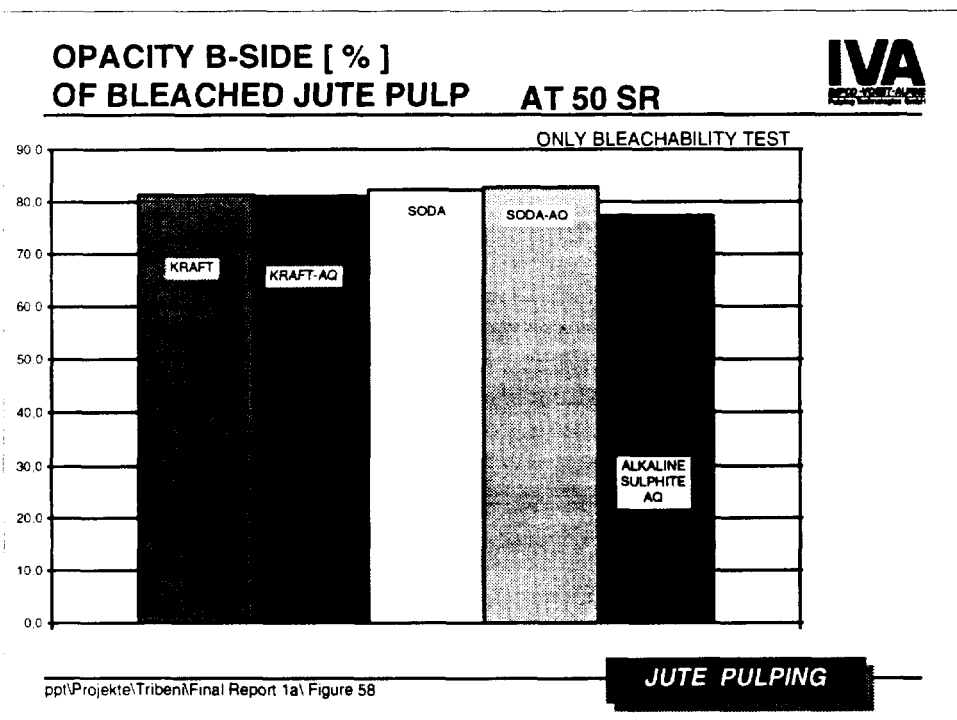 OPACITY B-SIDE [ % ]
OF BLEACHED JUTE PULP AT 50 SR
IVA
ONLY BLEACHABILITY TEST
90.0
80.0
70.0
60.0
50.0
40.0
30.0
20.0
10.0
0.0
KRAFT
KRAFT-AQ
SODA
SODA-AQ
ALKALINE
SULPHITE
AQ
JUTE PULPING
ppt\Projekte\Tribeni\Final Report 1a\ Figure 58